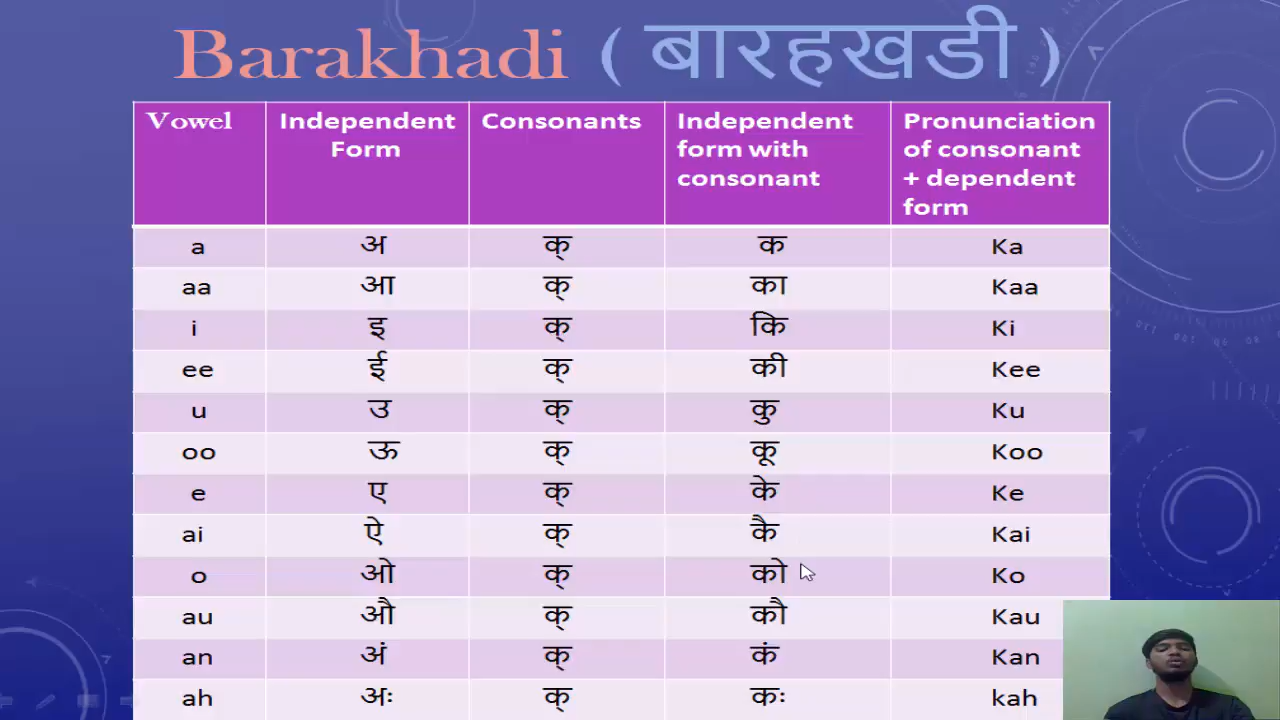 Barakhadi ( बारहखडी )
Vowel Independent Form Consonants Independent form with consonant Pronunciation of consonant + dependent form
a अ क् क Ka
aa आ क् का Kaa
i इ क् कि Ki
ee ई क् की Kee
u उ क् कु Ku
oo ऊ क् कू Koo
e ए क् के Ke
ai ऐ क् कै Kai
o ओ क् को Ko
au औ क् कौ Kau
an अं क् कं Kan
ah अः क् कः kah